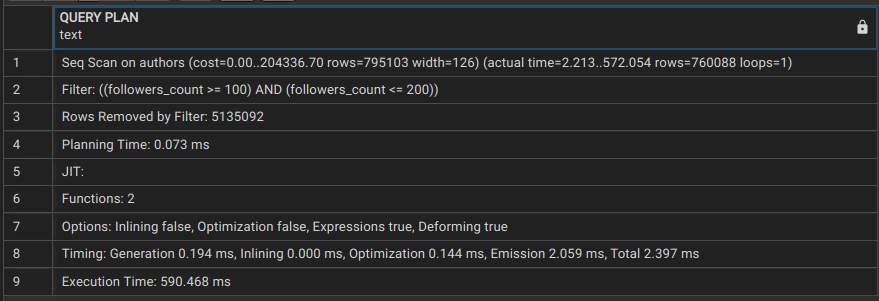 QUERY PLAN
text
1 Seq Scan on authors (cost=0.00..204336.70 rows=795103 width=126) (actual time=2.213..572.054 rows=760088 loops=1)
2 Filter: ((followers_count >= 100) AND (followers_count <= 200))
3 Rows Removed by Filter: 5135092
4 Planning Time: 0.073 ms
5 JIT:
6 Functions: 2
7 Options: Inlining false, Optimization false, Expressions true, Deforming true
8 Timing: Generation 0.194 ms, Inlining 0.000 ms, Optimization 0.144 ms, Emission 2.059 ms, Total 2.397 ms
9 Execution Time: 590.468 ms